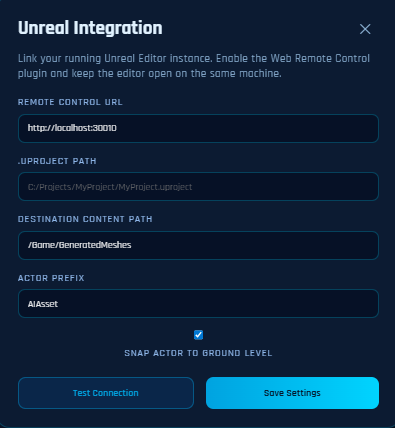 Unreal Integration
Link your running Unreal Editor instance. Enable the Web Remote Control
plugin and keep the editor open on the same machine.
REMOTE CONTROL URL
http://localhost:30010
.UPROJECT PATH
C:/Projects/MyProject/MyProject.uproject
DESTINATION CONTENT PATH
/Game/GeneratedMeshes
ACTOR PREFIX
AIAsset
SNAP ACTOR TO GROUND LEVEL
Test Connection
Save Settings